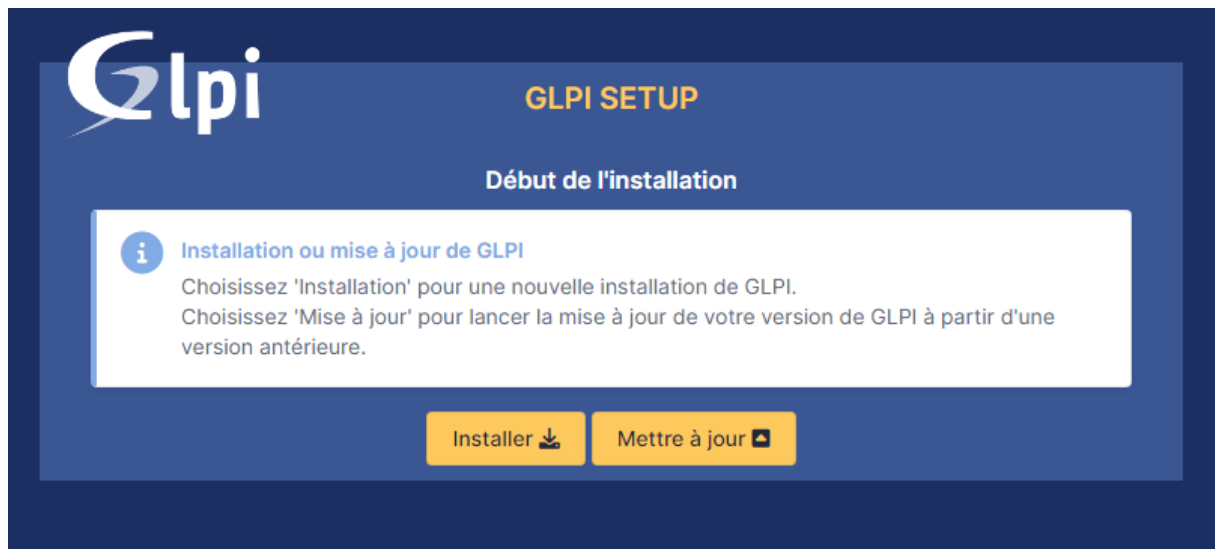 Glpi
GLPI SETUP
Début de l'installation
Installation ou mise à jour de GLPI
Choisissez 'Installation' pour une nouvelle installation de GLPI.
Choisissez 'Mise à jour' pour lancer la mise à jour de votre version de GLPI à partir d'une
version antérieure.
Installer
Mettre à jour